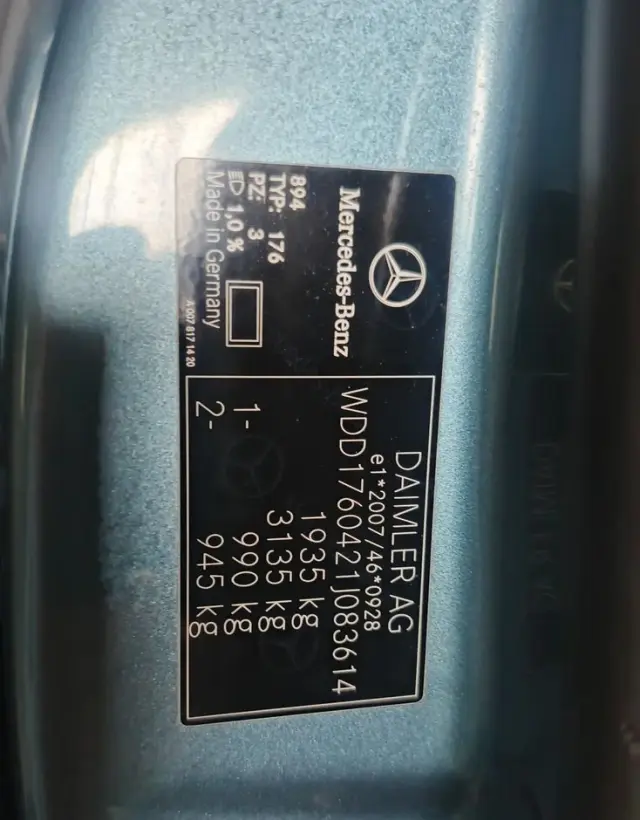 Mercedes-Benz
894
TYP: 176
PZ: 3
1,0 %
Made in Germany
A 007 817 14 20
DAIMLER AG
e1*2007/46*0928
WDD1760421J083614
1935 kg
3135 kg
1- 990 kg
2- 945 kg